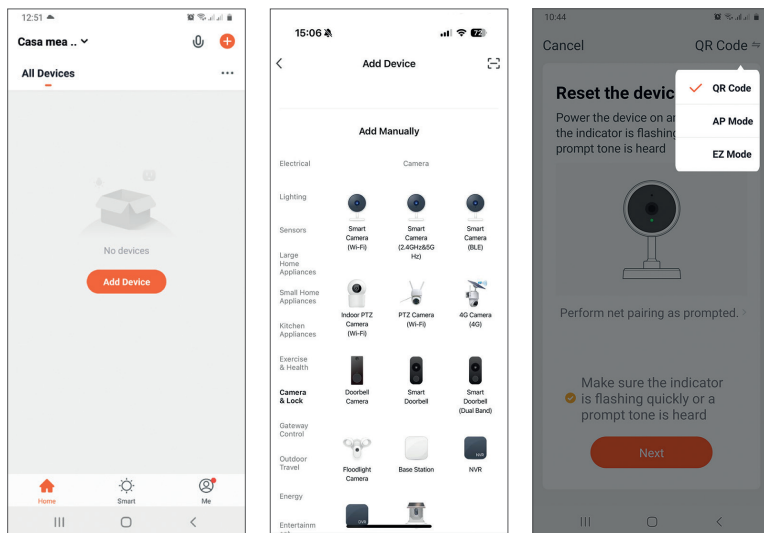 12:51
Casa mea ..
All Devices
No devices
Add Device
Home
Smart
Me
15:06
72
Add Device
Add Manually
Electrical
Camera
Lighting
Smart
Camera
(Wi-Fi)
Smart
Camera
(2.4GHz&5G
Hz)
Smart
Camera
(BLE)
Sensors
Large
Home
Appliances
Small Home
Appliances
Indoor PTZ
Camera
(Wi-Fi)
PTZ Camera
(Wi-Fi)
4G Camera
(4G)
Kitchen
Appliances
Exercise
& Health
Camera
& Lock
Doorbell
Camera
Smart
Doorbell
Smart
Doorbell
(Dual Band)
Gateway
Control
Outdoor
Travel
Floodlight
Camera
Base Station
NVR
NVR
Energy
Entertainm
10:44
Cancel
QR Code
QR Code
AP Mode
EZ Mode
Reset the devic
Power the device on a
the indicator is flashing
prompt tone is heard
Perform net pairing as prompted.
Make sure the indicator
is flashing quickly or a
prompt tone is heard
Next